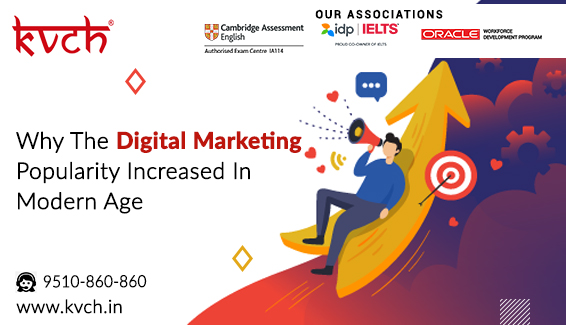 kvch®
OUR ASSOCIATIONS
Cambridge Assessment
English
Authorised Exam Centre IA114
idp IELTS
PROUD CO-OWNER OF IELTS
ORACLE WORKFORCE
DEVELOPMENT PROGRAM
Why The Digital Marketing
Popularity Increased In
Modern Age
ORACLE
9510-860-860
www.kvch.in